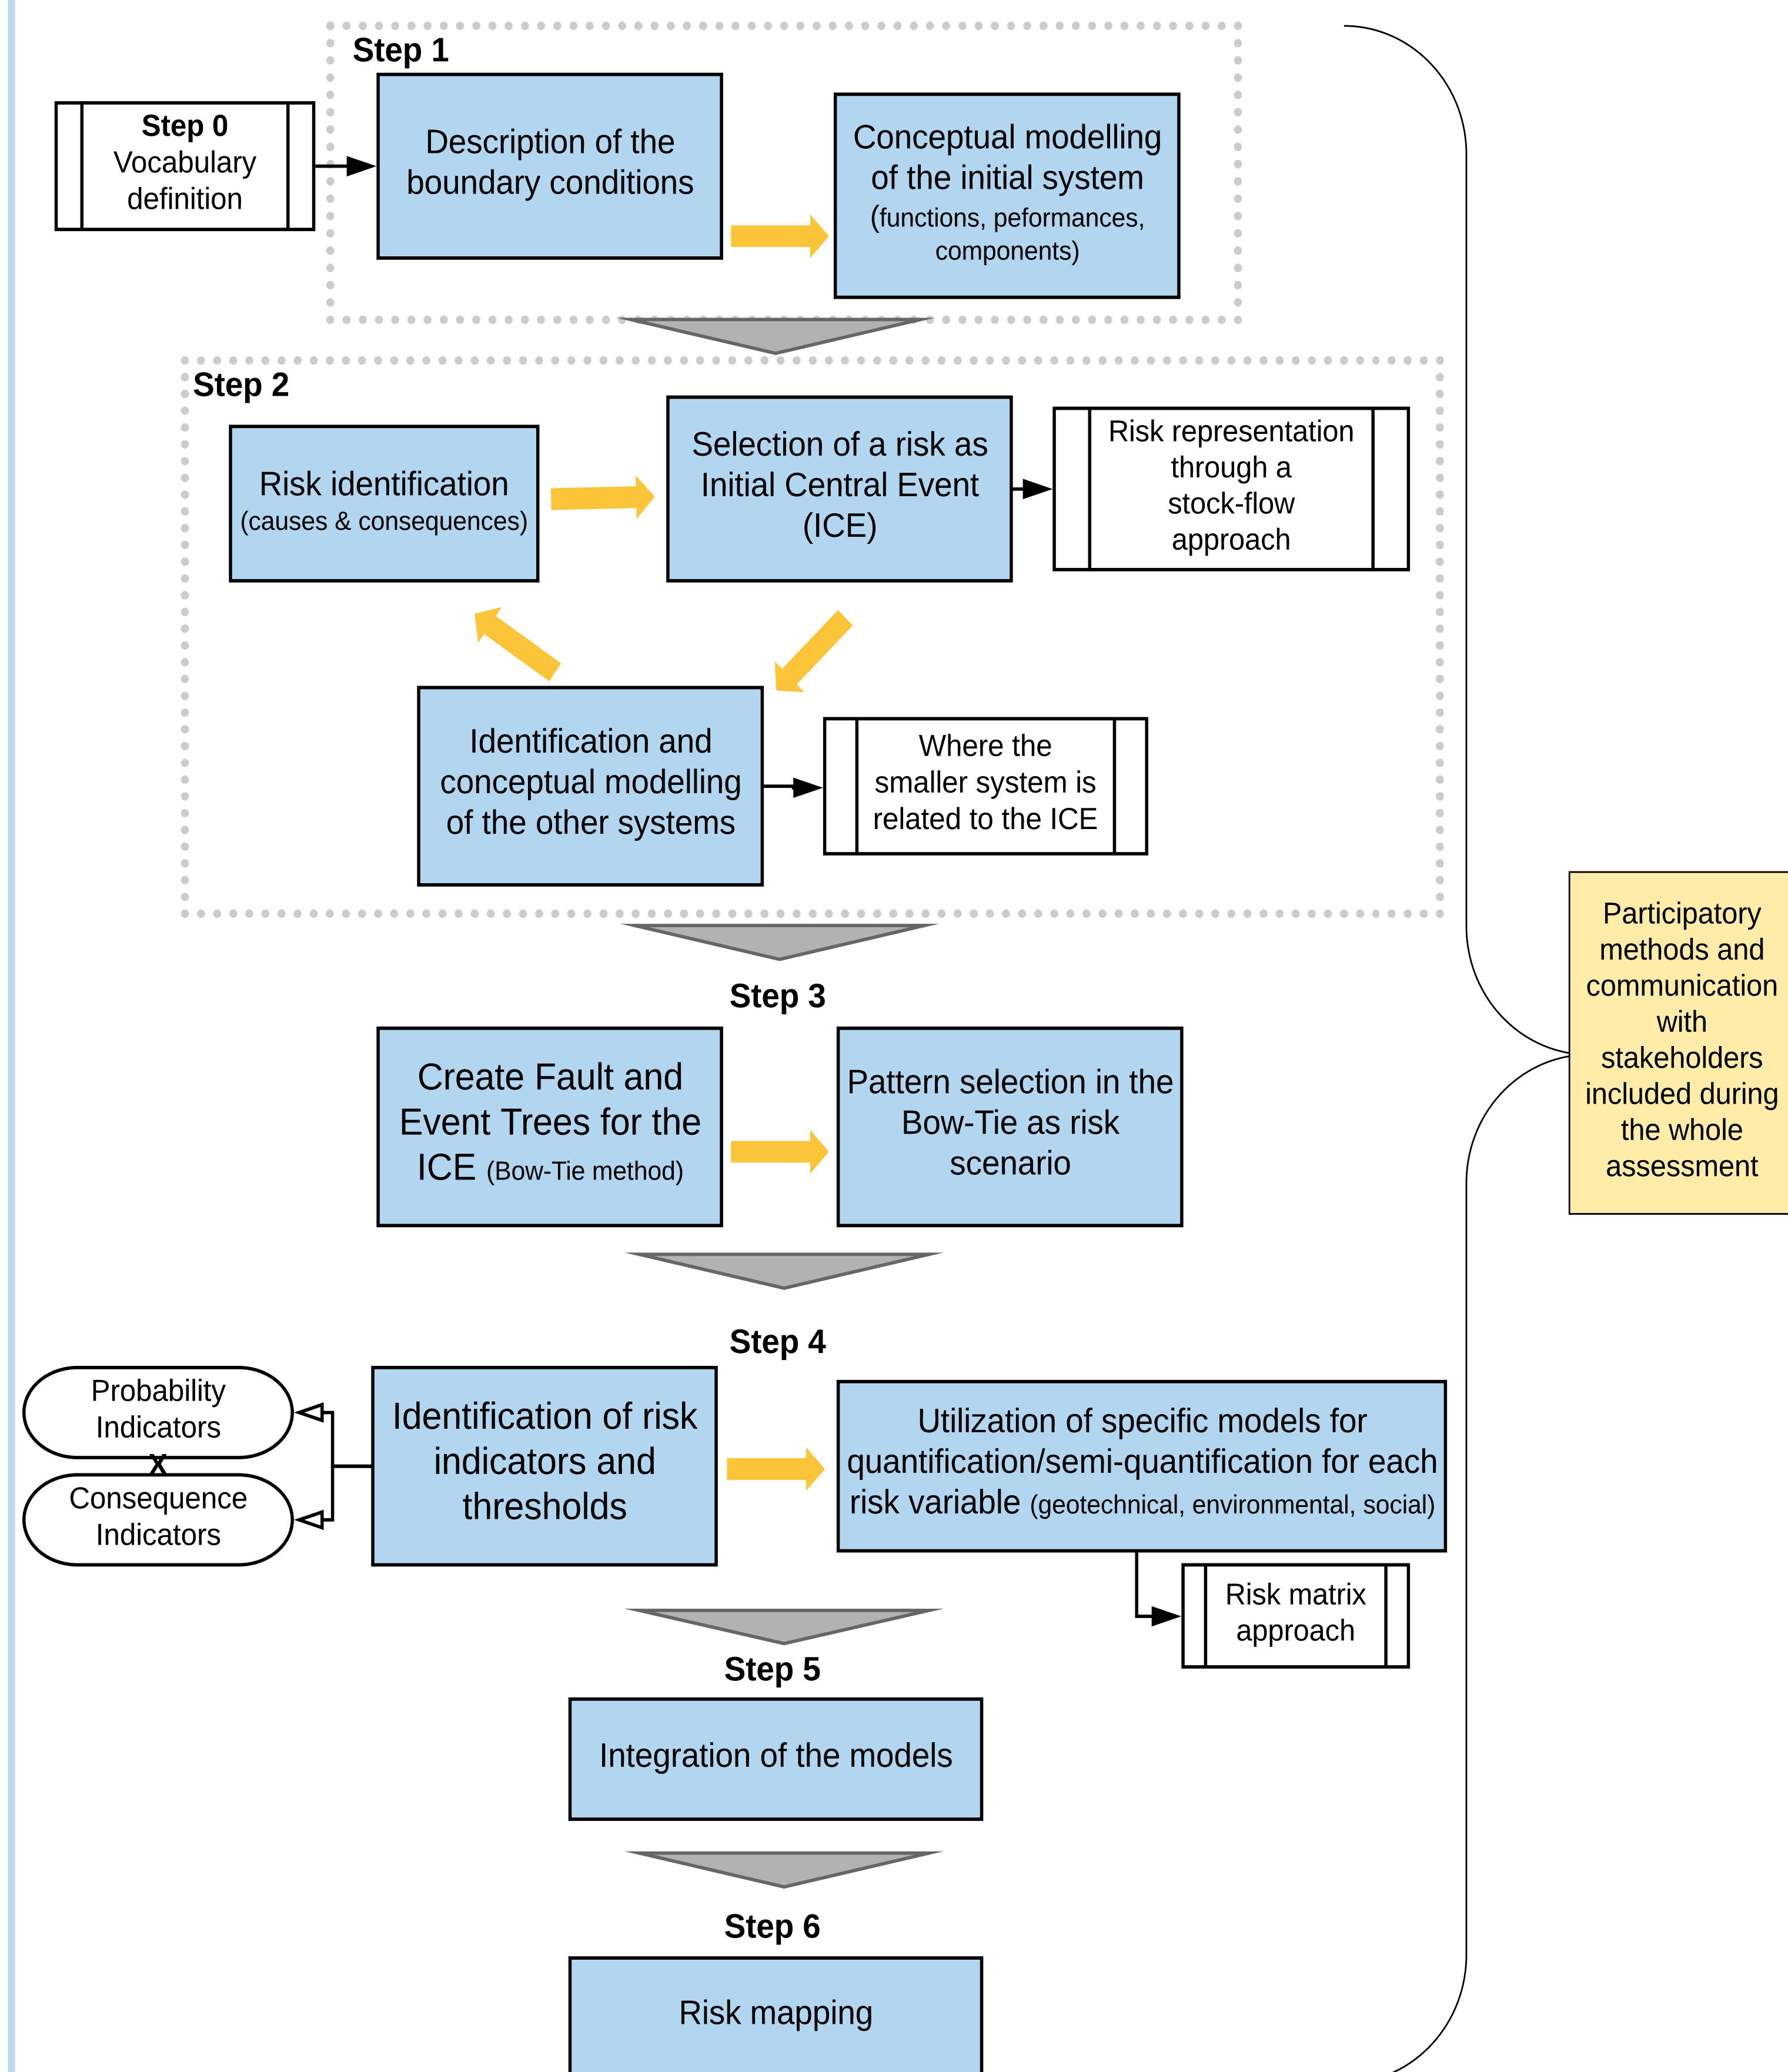 Step 1
Step 0
Vocabulary
definition
Description of the
boundary conditions
Conceptual modelling
of the initial system
(functions, peformances,
components)
Step 2
Risk identification
(causes & consequences)
Selection of a risk as
Initial Central Event
(ICE)
Risk representation
through a
stock-flow
approach
Identification and
conceptual modelling
of the other systems
Where the
smaller system is
related to the ICE
Participatory
methods and
communication
with
stakeholders
included during
the whole
assessment
Step 3
Create Fault and
Event Trees for the
ICE (Bow-Tie method)
Pattern selection in the
Bow-Tie as risk
scenario
Step 4
Probability
Indicators
X
Consequence
Indicators
Identification of risk
indicators and
thresholds
Utilization of specific models for
quantification/semi-quantification for each
risk variable (geotechnical, environmental, social)
Risk matrix
approach
Step 5
Integration of the models
Step 6
Risk mapping